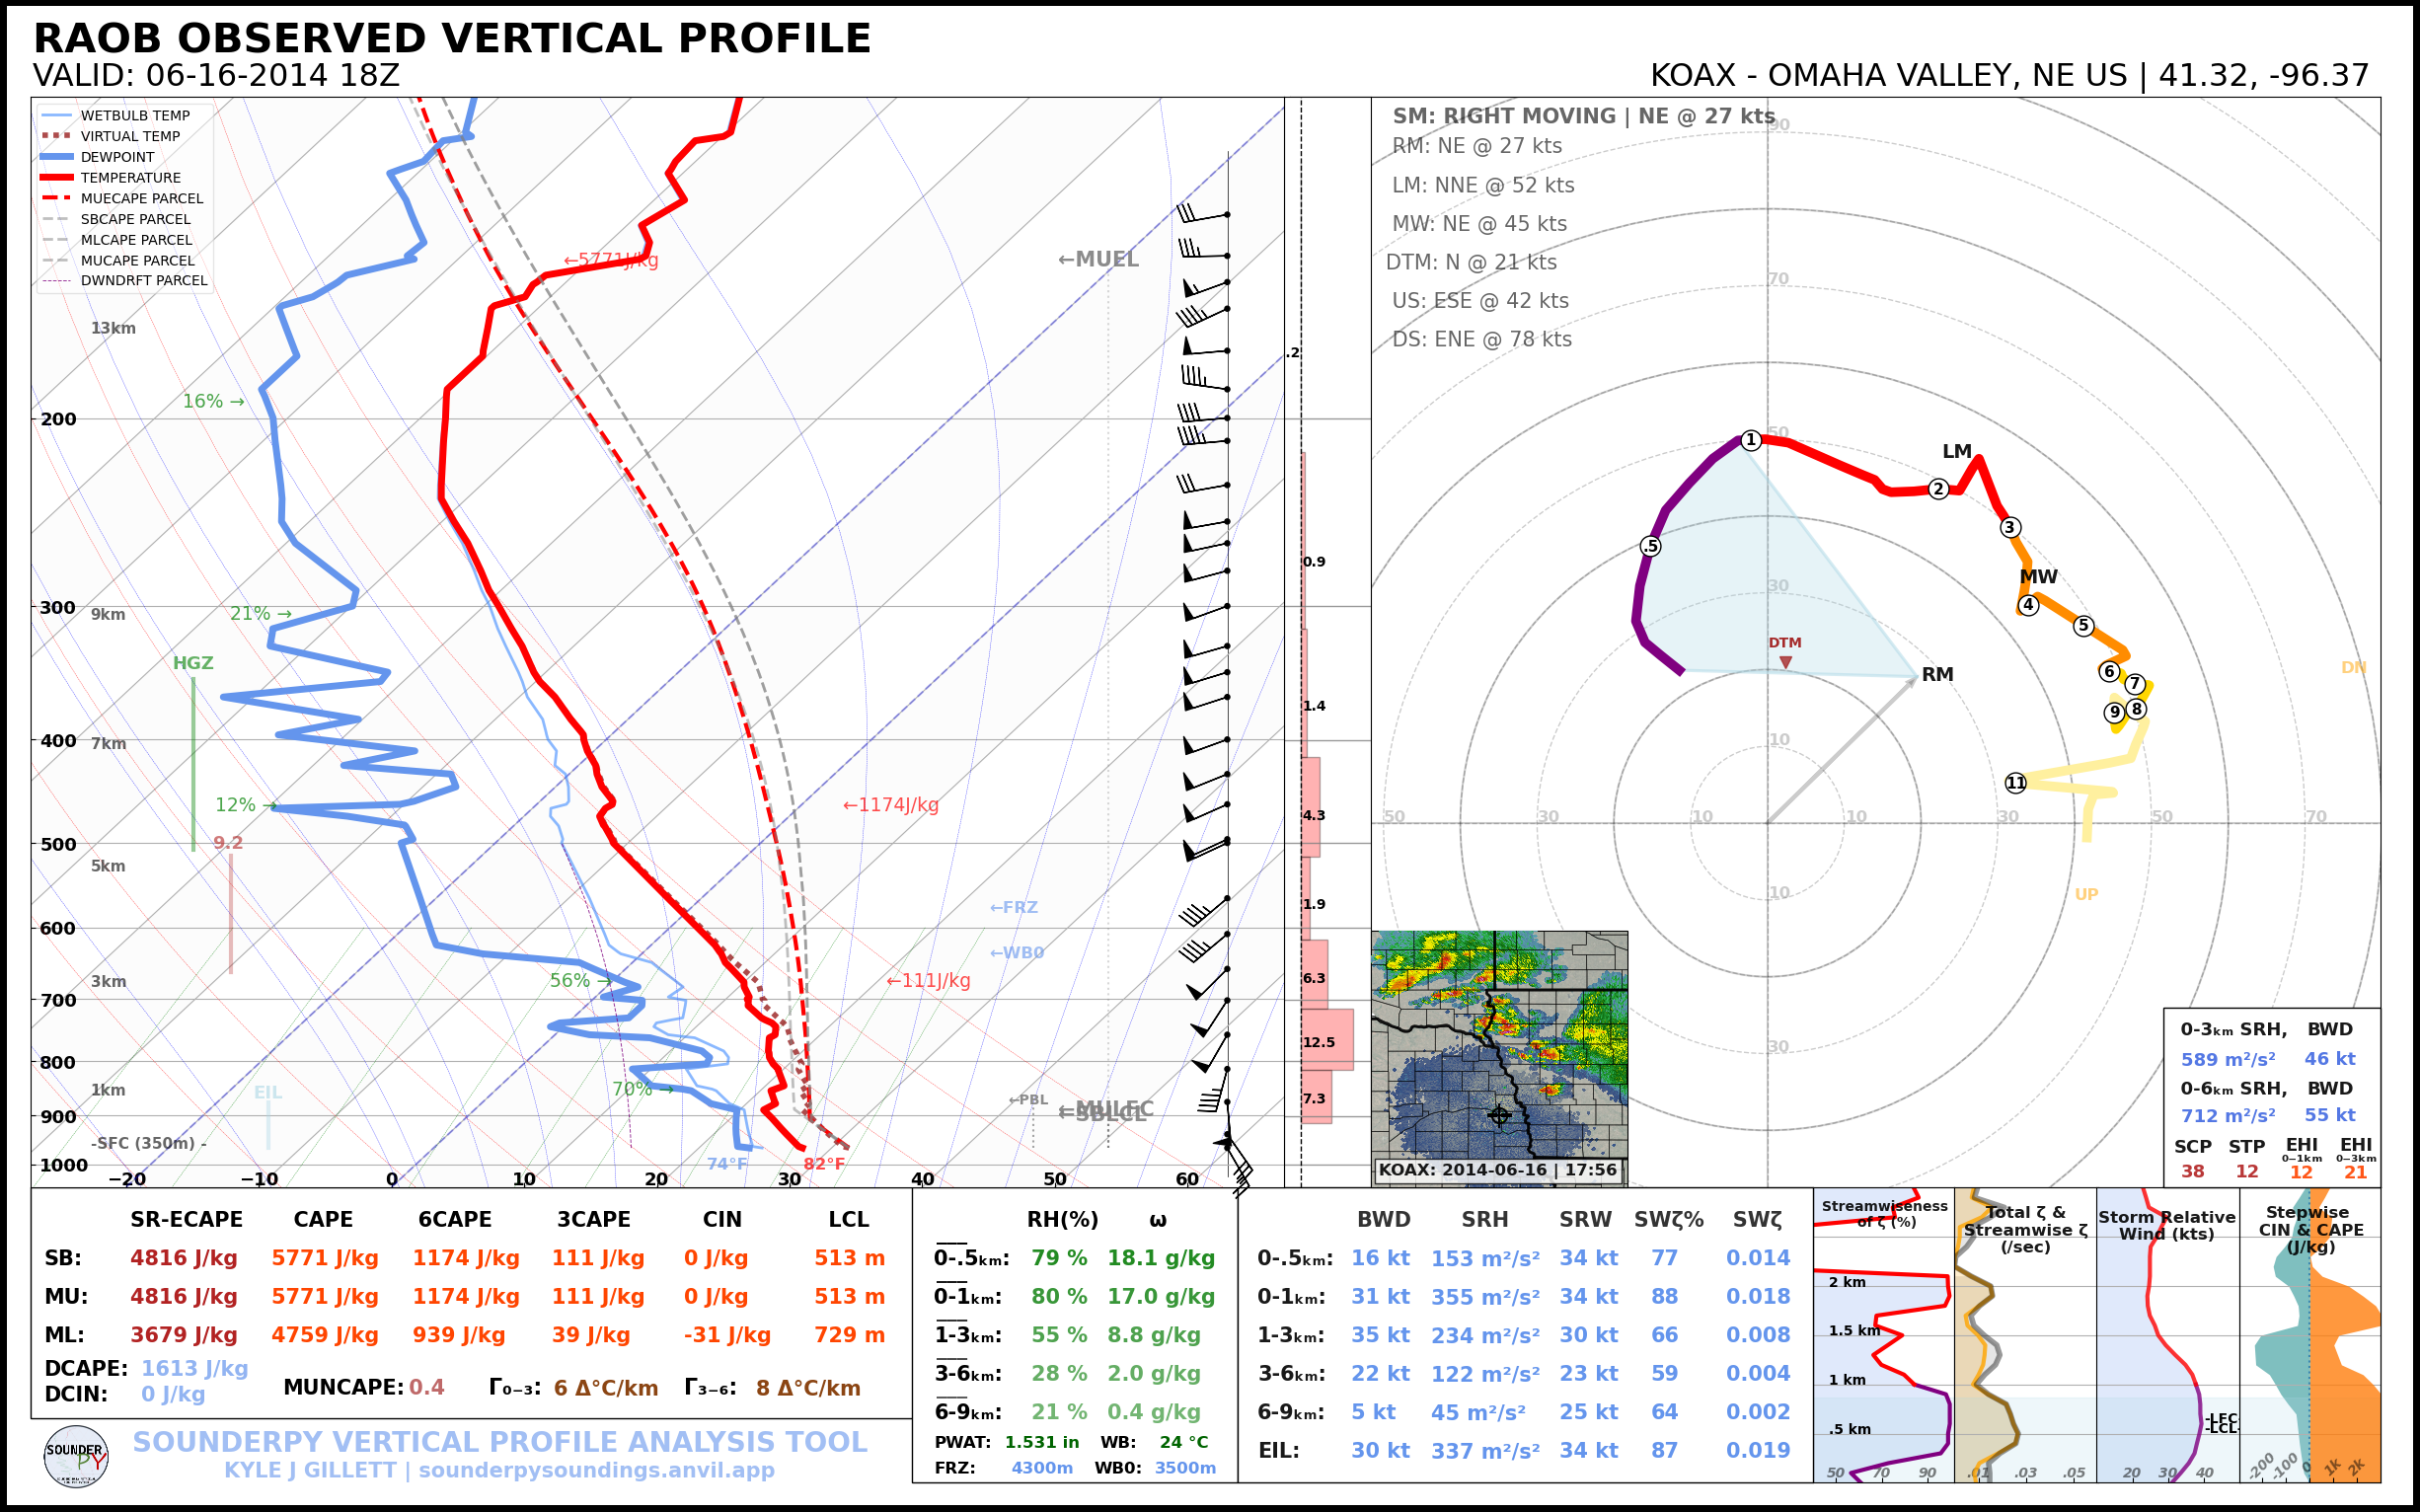 RAOB OBSERVED VERTICAL PROFILE
VALID: 06-16-2014 18Z
KOAX - OMAHA VALLEY, NE US | 41.32, -96.37
WETBULB TEMP
VIRTUAL TEMP
DEWPOINT
TEMPERATURE
MUECAPE PARCEL
SBCAPE PARCEL
MLCAPE PARCEL
MUCAPE PARCEL
DWNDRFT PARCEL
←5771J/kg
←MUEL
13km
16% →
200
21% →
300
9km
HGZ
400
7km
12% →
←1174J/kg
9.2
500
5km
←FRZ
600
←WB0
56% →
←111J/kg
3km
700
800
70% →
1km
EIL
←PBL
←MULFC
←SBLCL
900
-SFC (350m) -
74°F
82°F
1000
-20 -10 0 10 20 30 40 50 60
.2
0.9
1.4
4.3
1.9
6.3
12.5
7.3
SM: RIGHT MOVING | NE @ 27 kts
RM: NE @ 27 kts
LM: NNE @ 52 kts
MW: NE @ 45 kts
DTM: N @ 21 kts
US: ESE @ 42 kts
DS: ENE @ 78 kts
90
70
50
30
10
50 30 10 10 30 50 70
10
30
1
.5
2
LM
3
MW
4
5
6
7
8
9
11
DTM
RM
DN
UP
KOAX: 2014-06-16 | 17:56
0-3km SRH, BWD
589 m²/s² 46 kt
0-6km SRH, BWD
712 m²/s² 55 kt
SCP STP EHI EHI
0-1km 0-3km
38 12 12 21
SR-ECAPE CAPE 6CAPE 3CAPE CIN LCL
SB: 4816 J/kg 5771 J/kg 1174 J/kg 111 J/kg 0 J/kg 513 m
MU: 4816 J/kg 5771 J/kg 1174 J/kg 111 J/kg 0 J/kg 513 m
ML: 3679 J/kg 4759 J/kg 939 J/kg 39 J/kg -31 J/kg 729 m
DCAPE: 1613 J/kg
DCIN: 0 J/kg
MUNCAPE: 0.4 Γ₀₋₃: 6 Δ°C/km Γ₃₋₆: 8 Δ°C/km
SOUNDERPY
SOUNDERPY VERTICAL PROFILE ANALYSIS TOOL
KYLE J GILLETT | sounderpysoundings.anvil.app
RH(%) ω
0-.5km: 79 % 18.1 g/kg
0-1km: 80 % 17.0 g/kg
1-3km: 55 % 8.8 g/kg
3-6km: 28 % 2.0 g/kg
6-9km: 21 % 0.4 g/kg
PWAT: 1.531 in WB: 24 °C
FRZ: 4300m WB0: 3500m
BWD SRH SRW SWζ% SWζ
0-.5km: 16 kt 153 m²/s² 34 kt 77 0.014
0-1km: 31 kt 355 m²/s² 34 kt 88 0.018
1-3km: 35 kt 234 m²/s² 30 kt 66 0.008
3-6km: 22 kt 122 m²/s² 23 kt 59 0.004
6-9km: 5 kt 45 m²/s² 25 kt 64 0.002
EIL: 30 kt 337 m²/s² 34 kt 87 0.019
Streamwiseness
of ζ (%)
2 km
1.5 km
1 km
.5 km
50 70 90
Total ζ &
Streamwise ζ
(/sec)
.01 .03 .05
Storm Relative
Wind (kts)
-LFC
-LCL
20 30 40
Stepwise
CIN & CAPE
(J/kg)
-200 -100 0 1k 2k